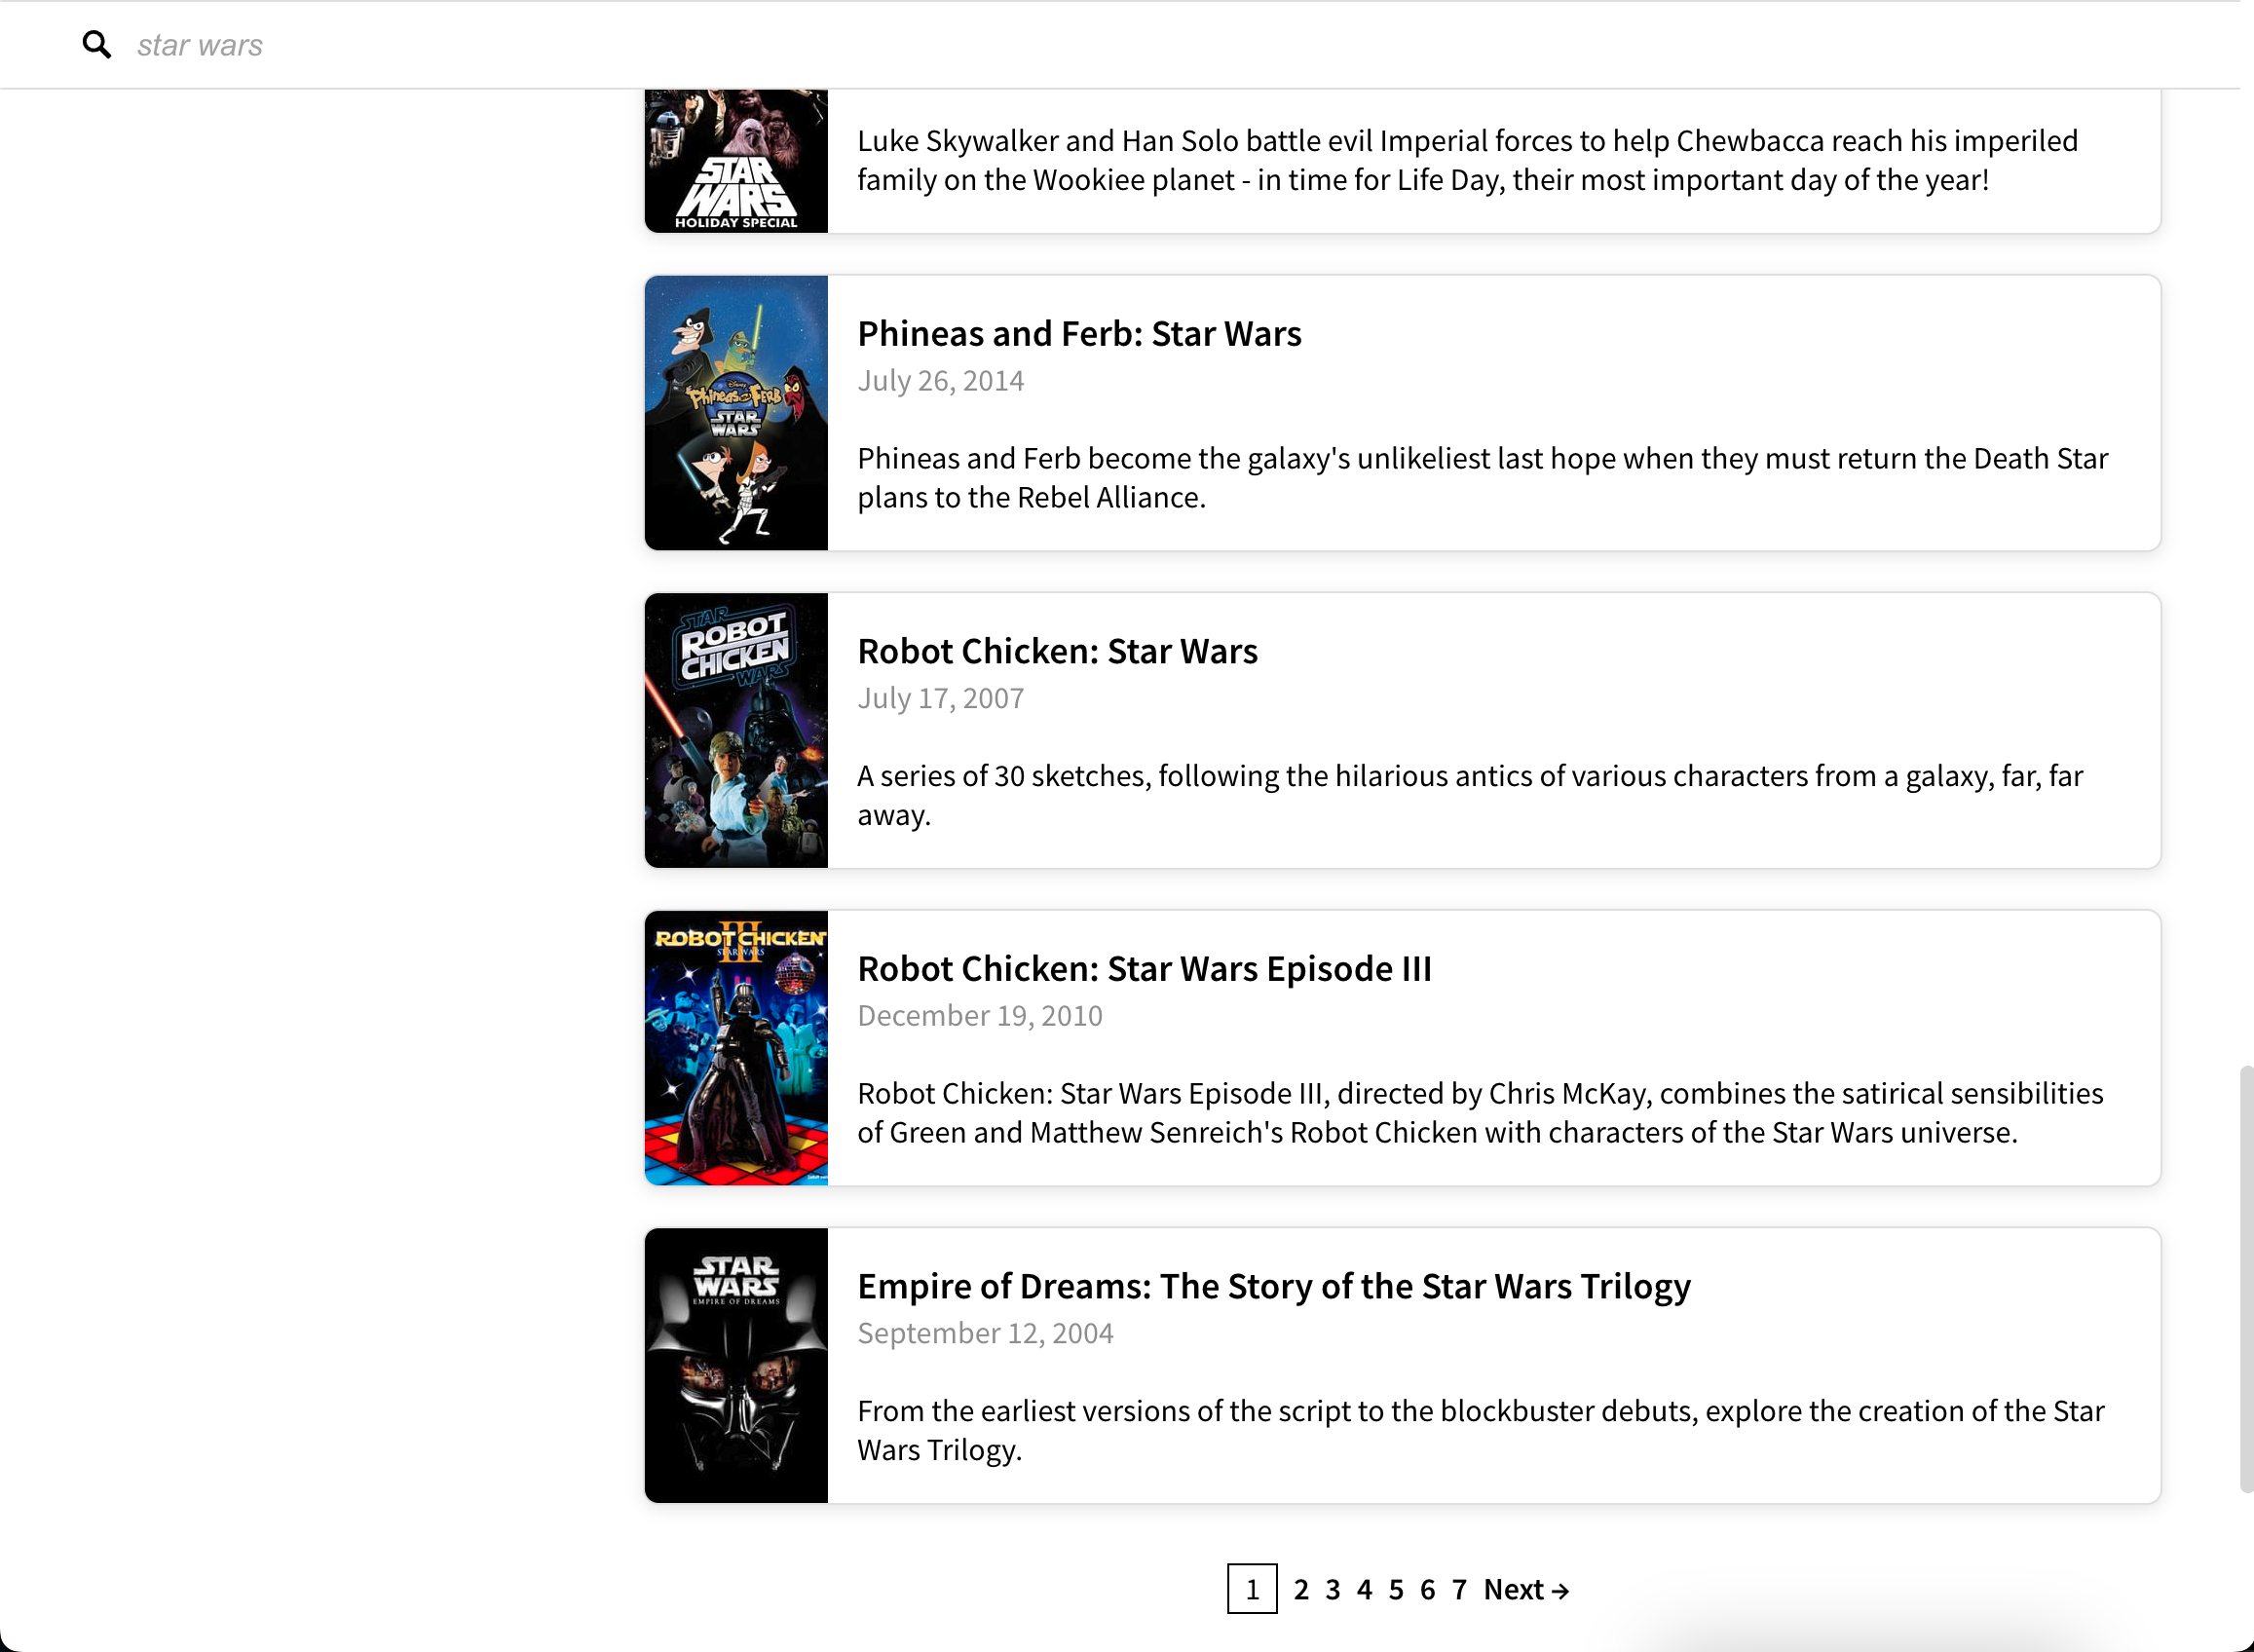 star wars
STAR
WARS
HOLIDAY SPECIAL
Luke Skywalker and Han Solo battle evil Imperial forces to help Chewbacca reach his imperiled
family on the Wookiee planet - in time for Life Day, their most important day of the year!
Disney
Phineas and FERB
STAR
WARS
Phineas and Ferb: Star Wars
July 26, 2014
Phineas and Ferb become the galaxy's unlikeliest last hope when they must return the Death Star
plans to the Rebel Alliance.
STAR
ROBOT
CHICKEN
WARS
Robot Chicken: Star Wars
July 17, 2007
A series of 30 sketches, following the hilarious antics of various characters from a galaxy, far, far
away.
ROBOT CHICKEN
STAR WARS
III
Robot Chicken: Star Wars Episode III
December 19, 2010
Robot Chicken: Star Wars Episode III, directed by Chris McKay, combines the satirical sensibilities
of Green and Matthew Senreich's Robot Chicken with characters of the Star Wars universe.
STAR
WARS
EMPIRE OF DREAMS
Empire of Dreams: The Story of the Star Wars Trilogy
September 12, 2004
From the earliest versions of the script to the blockbuster debuts, explore the creation of the Star
Wars Trilogy.
1 2 3 4 5 6 7 Next →